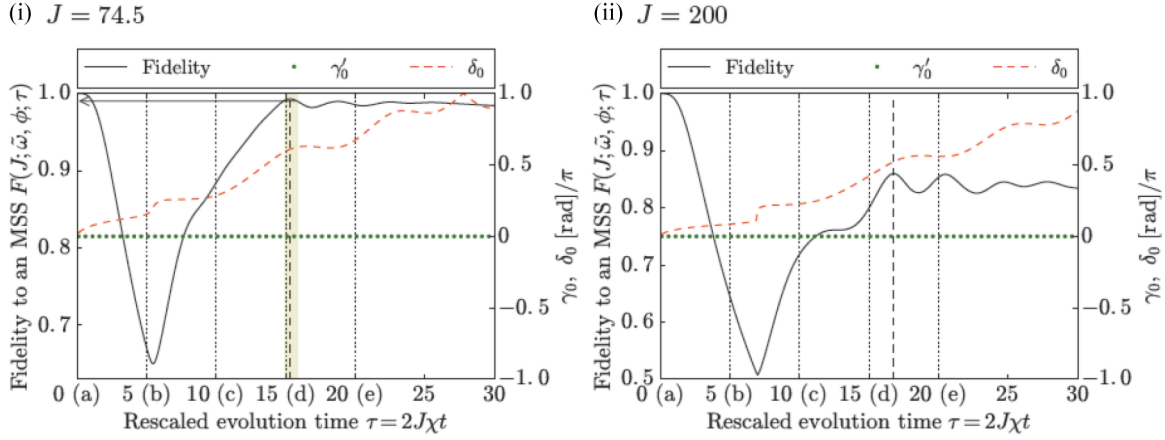 (i) J = 74.5
Fidelity γ′₀ δ₀
Fidelity to an MSS F(J; ω̃, ϕ; τ)
1.0
0.9
0.8
0.7
1.0
0.5
0
−0.5
−1.0
γ₀, δ₀ [rad]/π
0 (a) 5 (b) 10 (c) 15 (d) 20 (e) 25 30
Rescaled evolution time τ = 2Jχt
(ii) J = 200
Fidelity γ′₀ δ₀
Fidelity to an MSS F(J; ω̃, ϕ; τ)
1.0
0.9
0.8
0.7
0.6
0.5
1.0
0.5
0
−0.5
−1.0
γ₀, δ₀ [rad]/π
0 (a) 5 (b) 10 (c) 15 (d) 20 (e) 25 30
Rescaled evolution time τ = 2Jχt